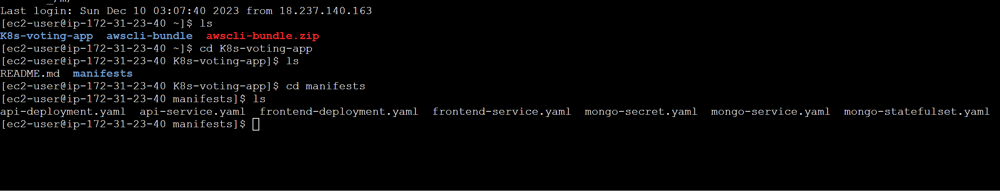 Last login: Sun Dec 10 03:07:40 2023 from 18.237.140.163
[ec2-user@ip-172-31-23-40 ~]$ ls
K8s-voting-app  awscli-bundle  awscli-bundle.zip
[ec2-user@ip-172-31-23-40 ~]$ cd K8s-voting-app
[ec2-user@ip-172-31-23-40 K8s-voting-app]$ ls
README.md  manifests
[ec2-user@ip-172-31-23-40 K8s-voting-app]$ cd manifests
[ec2-user@ip-172-31-23-40 manifests]$ ls
api-deployment.yaml  api-service.yaml  frontend-deployment.yaml  frontend-service.yaml  mongo-secret.yaml  mongo-service.yaml  mongo-statefulset.yaml
[ec2-user@ip-172-31-23-40 manifests]$